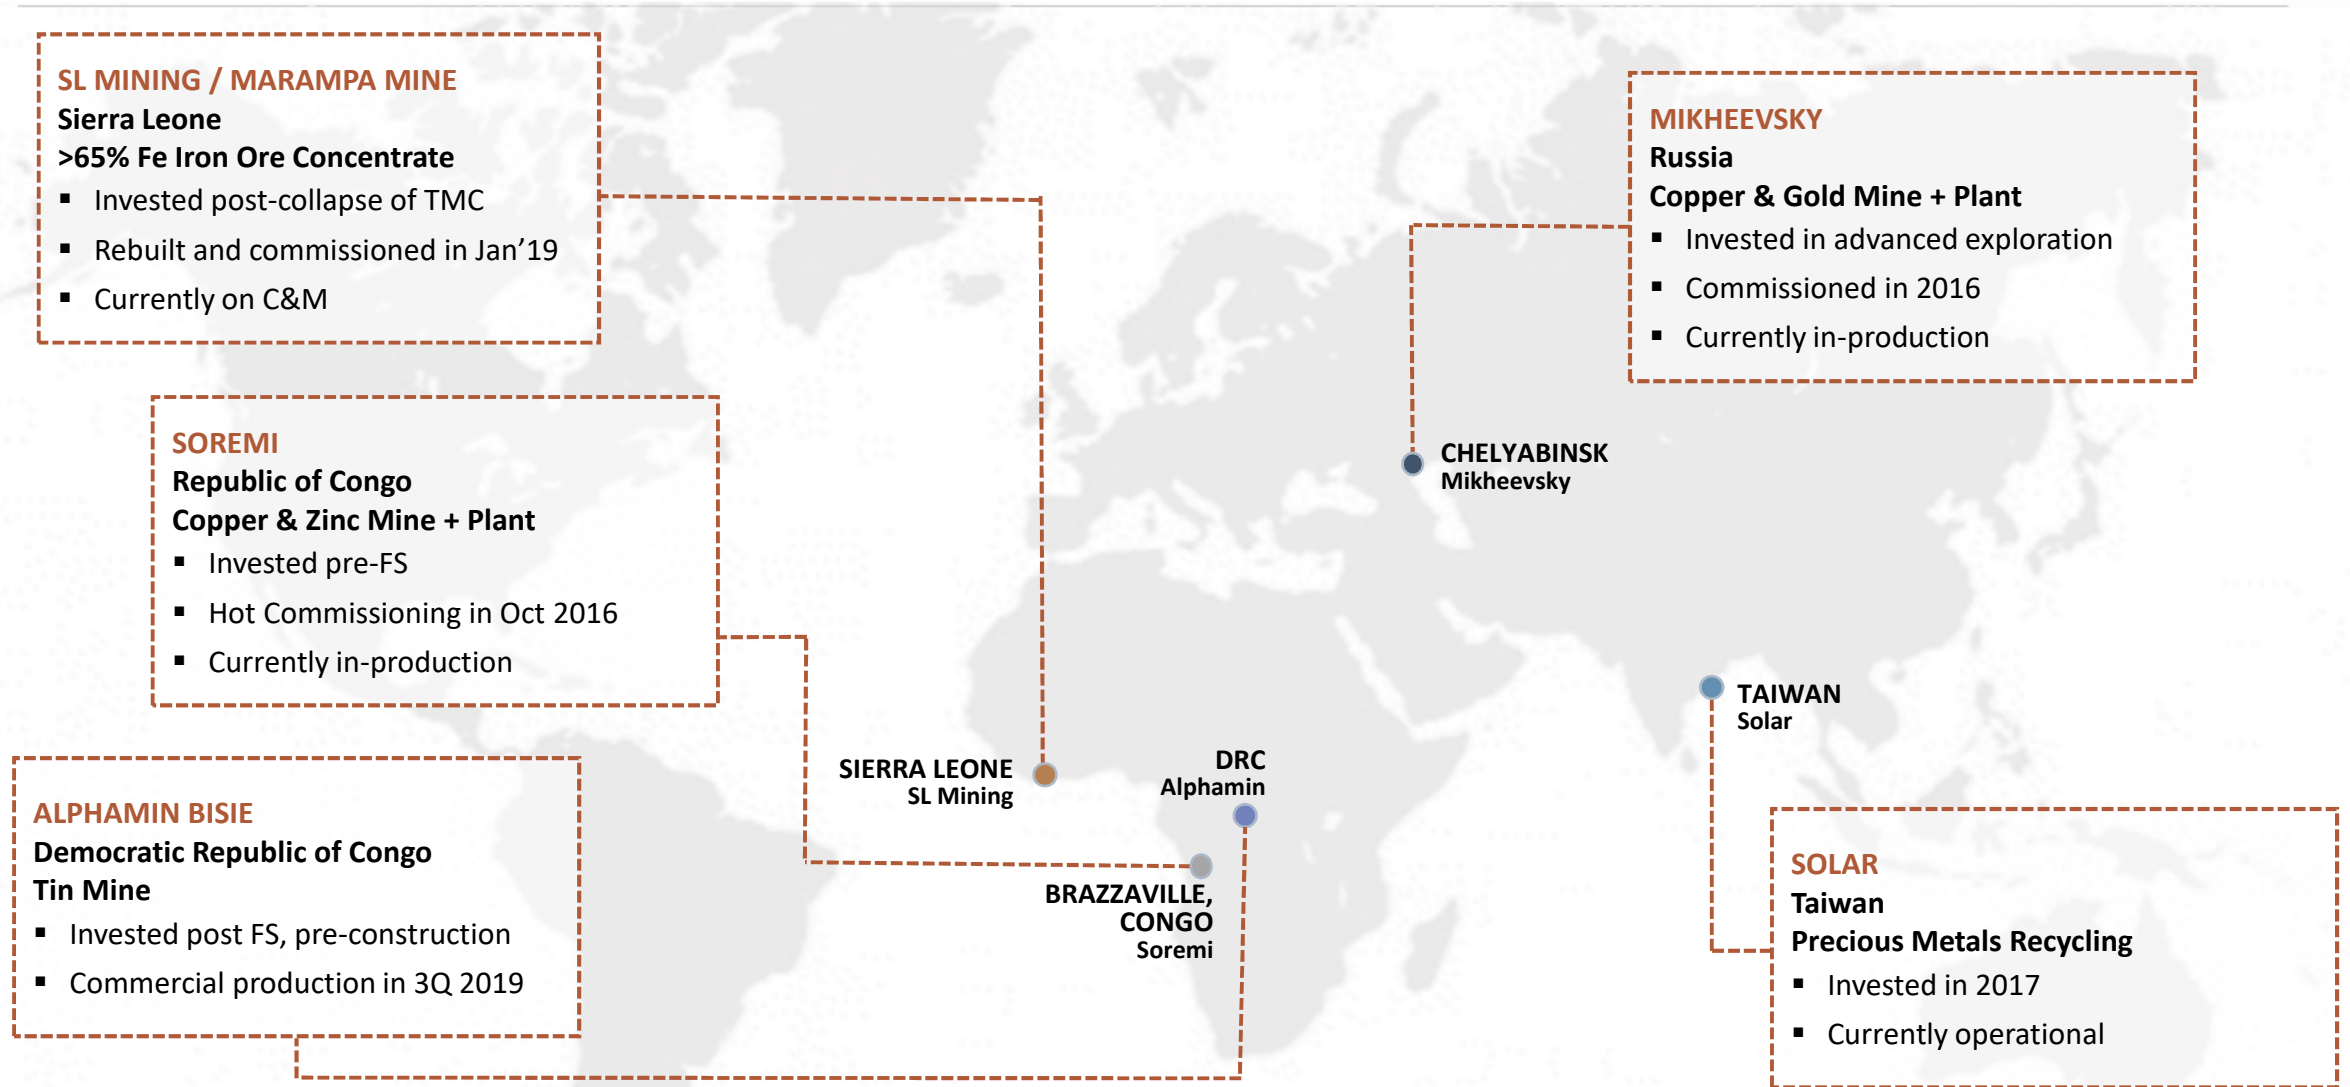 SL MINING / MARAMPA MINE
Sierra Leone
>65% Fe Iron Ore Concentrate
▪ Invested post-collapse of TMC
▪ Rebuilt and commissioned in Jan’19
▪ Currently on C&M
MIKHEEVSKY
Russia
Copper & Gold Mine + Plant
▪ Invested in advanced exploration
▪ Commissioned in 2016
▪ Currently in-production
SOREMI
Republic of Congo
Copper & Zinc Mine + Plant
▪ Invested pre-FS
▪ Hot Commissioning in Oct 2016
▪ Currently in-production
CHELYABINSK
Mikheevsky
TAIWAN
Solar
SIERRA LEONE
SL Mining
DRC
Alphamin
BRAZZAVILLE,
CONGO
Soremi
ALPHAMIN BISIE
Democratic Republic of Congo
Tin Mine
▪ Invested post FS, pre-construction
▪ Commercial production in 3Q 2019
SOLAR
Taiwan
Precious Metals Recycling
▪ Invested in 2017
▪ Currently operational